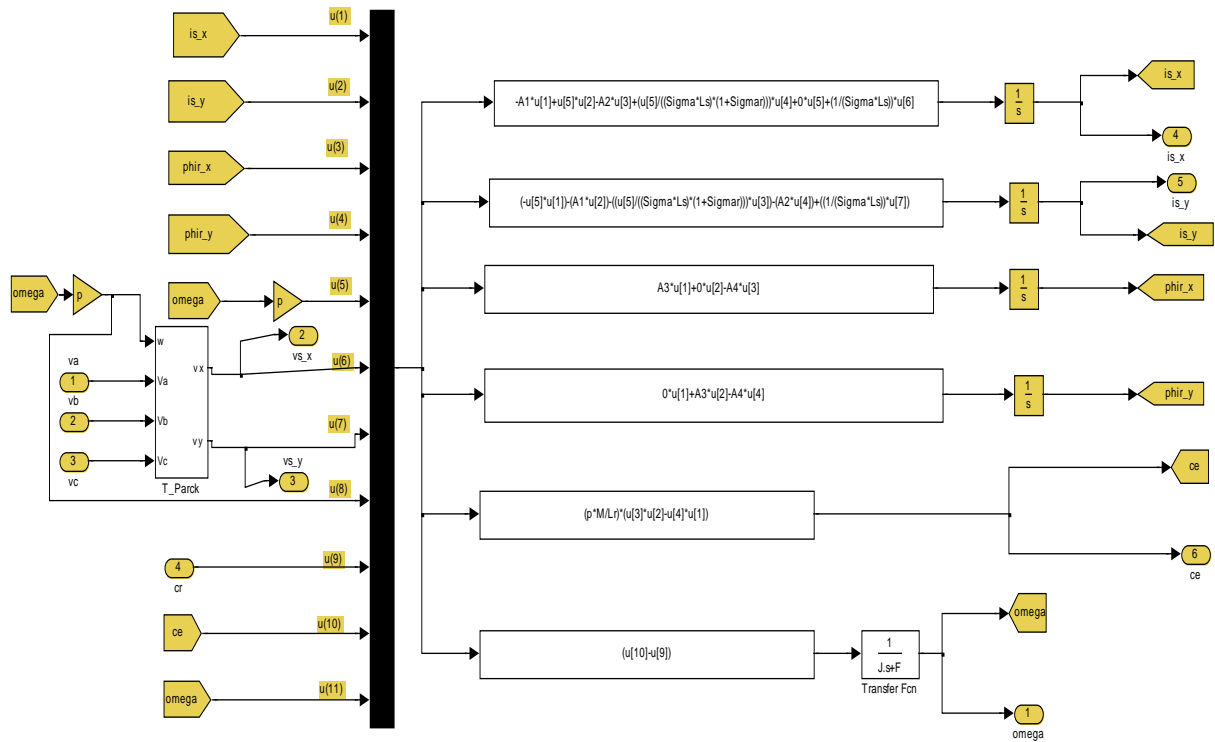 is_x
u(1)
is_y
u(2)
phir_x
u(3)
phir_y
u(4)
omega
p
omega
p
u(5)
va
1
vb
2
3
vc
w
Va
Vb
Vc
vx
vy
T_Parck
2
vs_x
u(6)
u(7)
vs_y
3
u(8)
4
cr
u(9)
ce
u(10)
omega
u(11)
-A1*u[1]+u[5]*u[2]-A2*u[3]+(u[5]/((Sigma*Ls)*(1+Sigmar)))*u[4]+0*u[5]+(1/(Sigma*Ls))*u[6]
1
s
is_x
4
is_x
(-u[5]*u[1])-(A1*u[2])-((u[5]/((Sigma*Ls)*(1+Sigmar)))*u[3])-(A2*u[4])+((1/(Sigma*Ls))*u[7])
1
s
5
is_y
is_y
A3*u[1]+0*u[2]-A4*u[3]
1
s
phir_x
0*u[1]+A3*u[2]-A4*u[4]
1
s
phir_y
(p*M/Lr)*(u[3]*u[2]-u[4]*u[1])
ce
6
ce
(u[10]-u[9])
1
J.s+F
Transfer Fcn
omega
1
omega